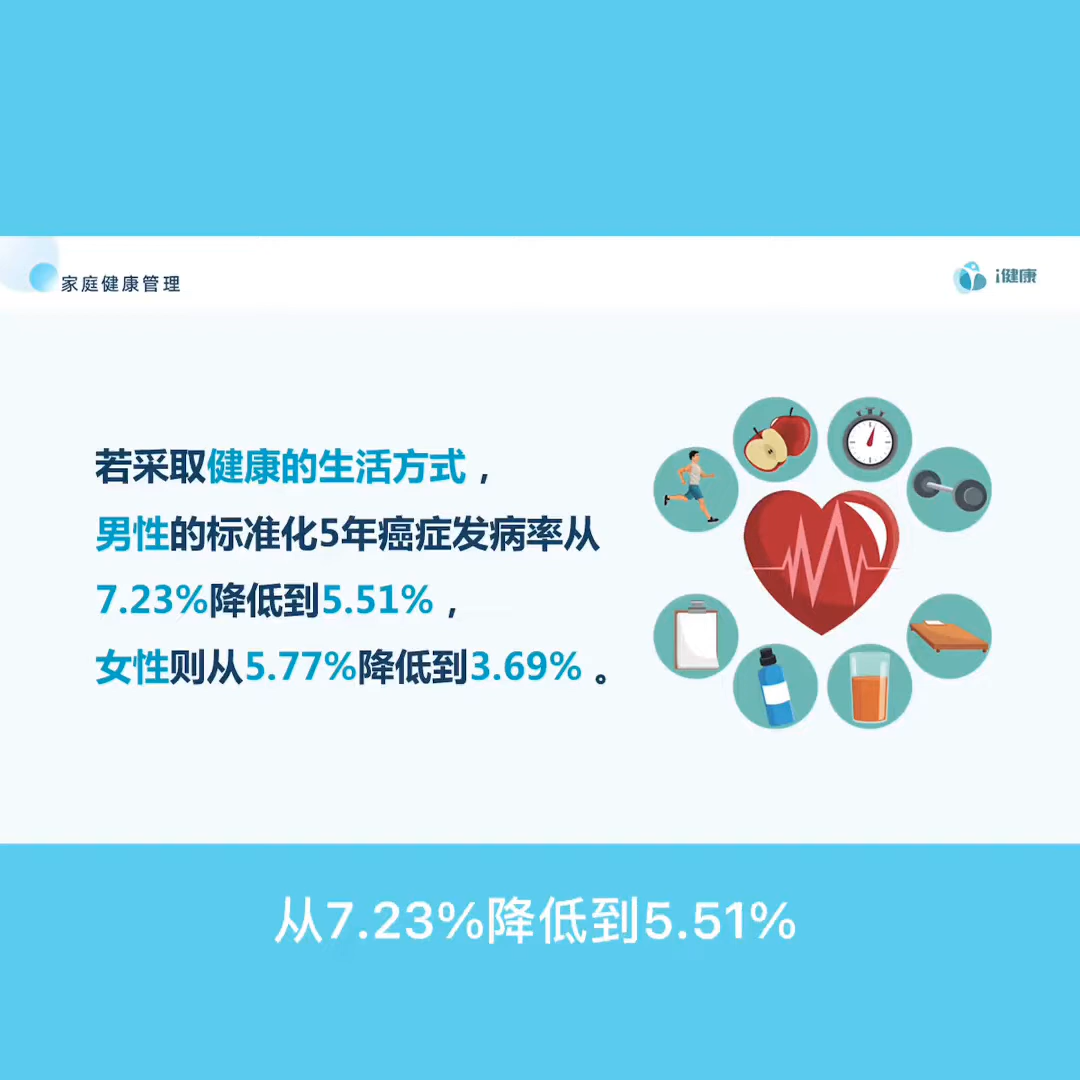 家庭健康管理
i健康
若采取健康的生活方式，
男性的标准化5年癌症发病率从
7.23%降低到5.51%，
女性则从5.77%降低到3.69%。
从7.23%降低到5.51%